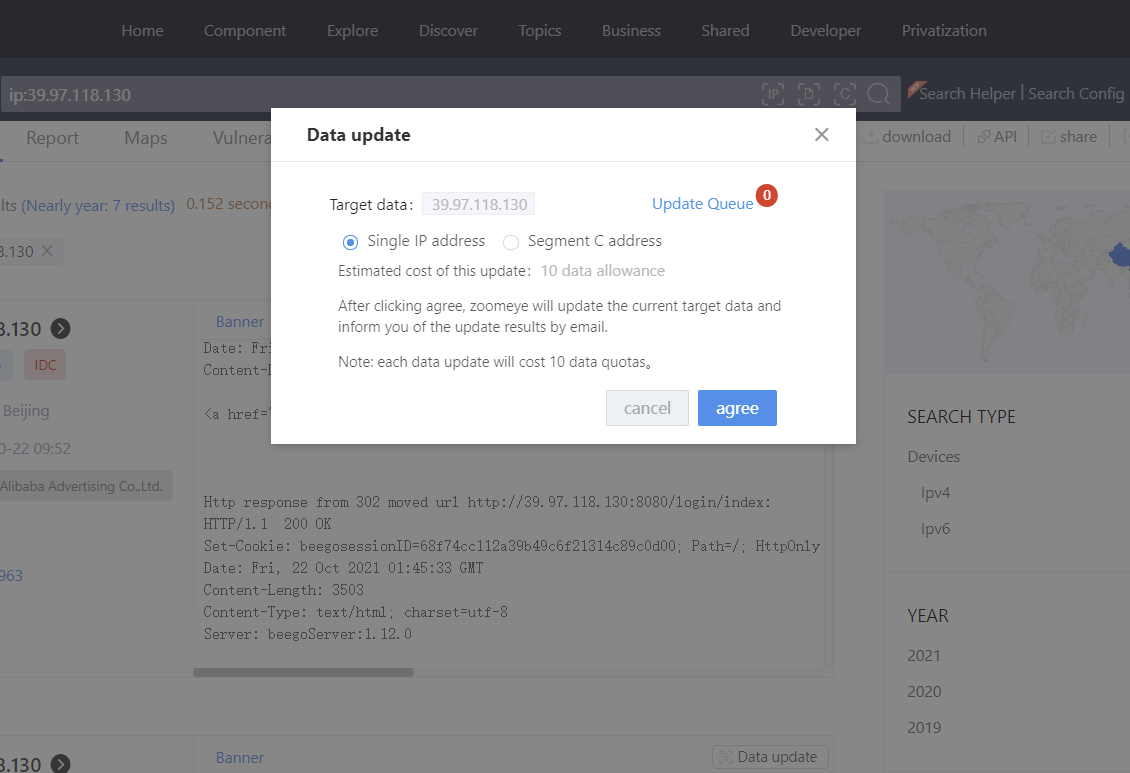 Home Component Explore Discover Topics Business Shared Developer Privatization
ip:39.97.118.130
IP
C
Search Helper | Search Config
Report Maps Vulnera
download API share
Data update
lts (Nearly year: 7 results) 0.152 secon
Target data: 39.97.118.130 Update Queue 0
8.130
Single IP address Segment C address
Estimated cost of this update: 10 data allowance
After clicking agree, zoomeye will update the current target data and
inform you of the update results by email.
Note: each data update will cost 10 data quotas。
cancel agree
8.130
IDC
Beijing
0-22 09:52
Alibaba Advertising Co.,Ltd.
963
Banner
Date: Fri
Content-
<a href="
Http response from 302 moved url http://39.97.118.130:8080/login/index:
HTTP/1.1 200 OK
Set-Cookie: beegosessionID=68f74cc112a39b49c6f21314c89c0d00; Path=/; HttpOnly
Date: Fri, 22 Oct 2021 01:45:33 GMT
Content-Length: 3503
Content-Type: text/html; charset=utf-8
Server: beegoServer:1.12.0
SEARCH TYPE
Devices
Ipv4
Ipv6
YEAR
2021
2020
2019
8.130
Banner
Data update